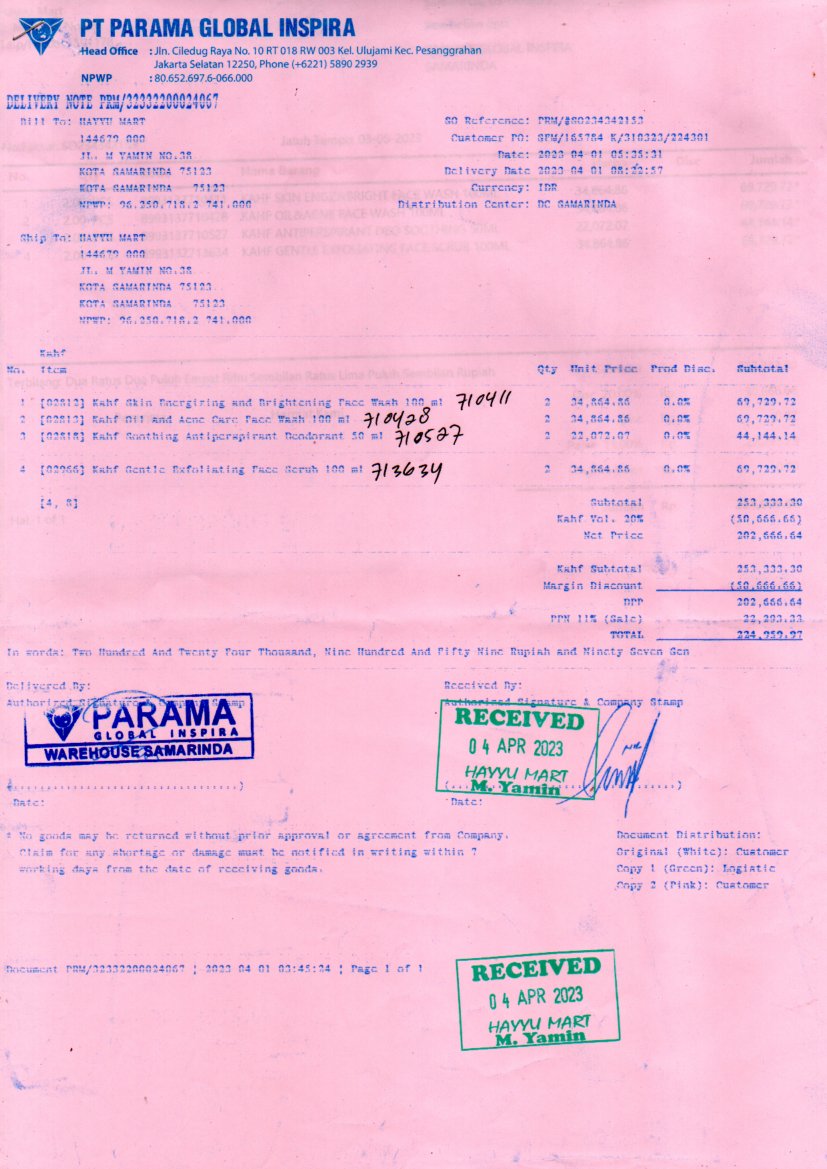 PT PARAMA GLOBAL INSPIRA
Head Office : Jln. Ciledug Raya No. 10 RT 018 RW 003 Kel. Ulujami Kec. Pesanggrahan
Jakarta Selatan 12250, Phone (+6221) 5890 2939
NPWP : 80.652.697.6-066.000
DELIVERY NOTE PRM/32332200024067
Bill To: HAYYU MART
144679 000
JL. M YAMIN NO.38
KOTA SAMARINDA 75123
KOTA SAMARINDA 75123
NPWP: 96.250.718.2 741.000
SO Reference: PRM/#SO234342153
Customer PO: GFM/165784 K/310323/224301
Date: 2023 04 01 05:35:31
Delivery Date 2023 04 01 08:22:57
Currency: IDR
Distribution Center: DC SAMARINDA
Ship To: HAYYU MART
144679 000
JL. M YAMIN NO.38
KOTA SAMARINDA 75123
KOTA SAMARINDA 75123
NPWP: 96.250.718.2 741.000
Kahf
No. Item Qty Unit Price Prod Disc. Subtotal
1 [02812] Kahf Skin Energizing and Brightening Face Wash 100 ml 710411 2 34,864.86 0.0% 69,729.72
2 [02813] Kahf Oil and Acne Care Face Wash 100 ml 710428 2 34,864.86 0.0% 69,729.72
3 [02818] Kahf Soothing Antiperspirant Deodorant 50 ml 710527 2 22,072.07 0.0% 44,144.14
4 [02966] Kahf Gentle Exfoliating Face Scrub 100 ml 713634 2 34,864.86 0.0% 69,729.72
[4, 8]
Subtotal 253,333.30
Kahf Vol. 20% (50,666.66)
Net Price 202,666.64
Kahf Subtotal 253,333.30
Margin Discount (50,666.66)
DPP 202,666.64
PPN 11% (Sale) 22,293.33
TOTAL 224,959.97
In words: Two Hundred And Twenty Four Thousand, Nine Hundred And Fifty Nine Rupiah and Ninety Seven Sen
Delivered By:
Authorized Signature & Company Stamp
PARAMA
GLOBAL INSPIRA
WAREHOUSE SAMARINDA
Date:
Received By:
Authorized Signature & Company Stamp
RECEIVED
04 APR 2023
HAYYU MART
M. Yamin
Date:
* No goods may be returned without prior approval or agreement from Company.
Claim for any shortage or damage must be notified in writing within 7
working days from the date of receiving goods.
Document Distribution:
Original (White): Customer
Copy 1 (Green): Logistic
Copy 2 (Pink): Customer
Document PRM/32332200024067 | 2023 04 01 03:45:24 | Page 1 of 1
RECEIVED
04 APR 2023
HAYYU MART
M. Yamin